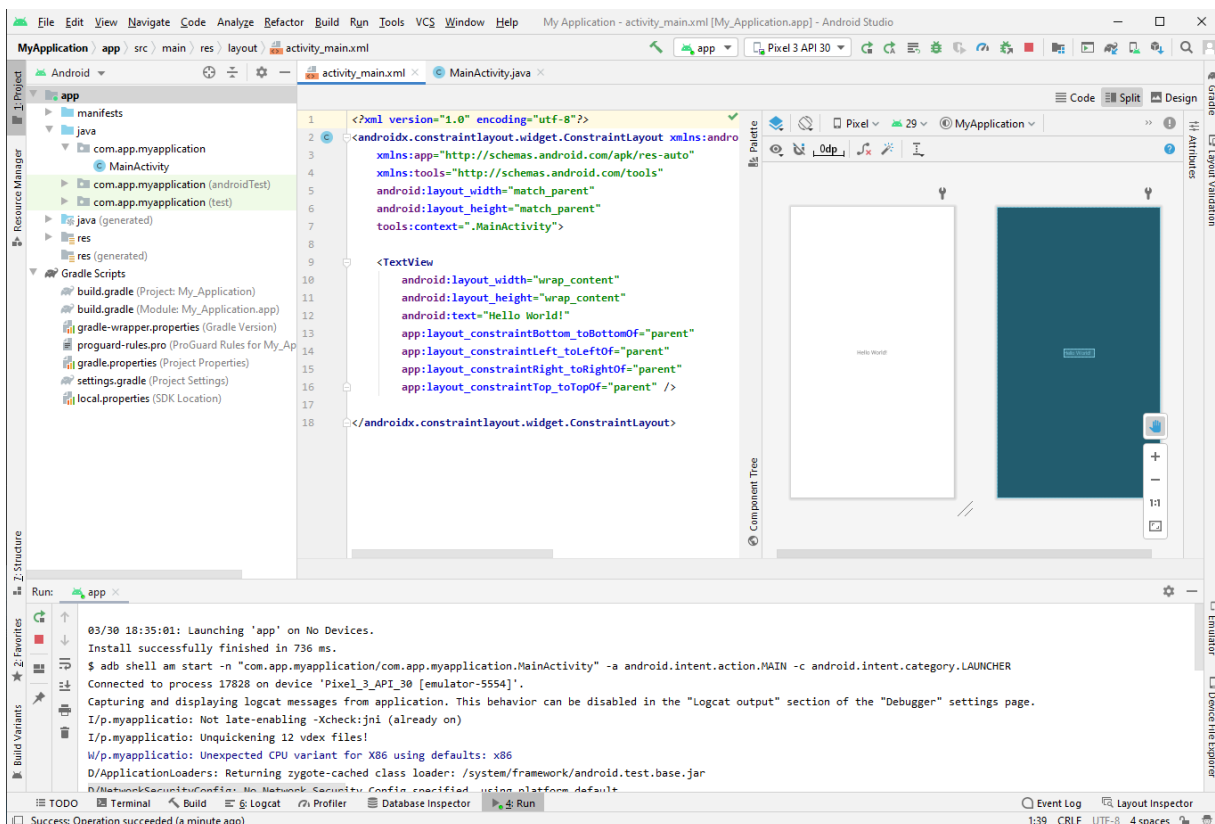 File Edit View Navigate Code Analyze Refactor Build Run Tools VCS Window Help My Application - activity_main.xml [My_Application.app] - Android Studio
MyApplication app src main res layout activity_main.xml app Pixel 3 API 30
Android
activity_main.xml MainActivity.java
1: Project
Resource Manager
7: Structure
2: Favorites
Build Variants
app
manifests
java
com.app.myapplication
MainActivity
com.app.myapplication (androidTest)
com.app.myapplication (test)
java (generated)
res
res (generated)
Gradle Scripts
build.gradle (Project: My_Application)
build.gradle (Module: My_Application.app)
gradle-wrapper.properties (Gradle Version)
proguard-rules.pro (ProGuard Rules for My_Ap
gradle.properties (Project Properties)
settings.gradle (Project Settings)
local.properties (SDK Location)
Code Split Design
1 <?xml version="1.0" encoding="utf-8"?>
2 <androidx.constraintlayout.widget.ConstraintLayout xmlns:andro
3 xmlns:app="http://schemas.android.com/apk/res-auto"
4 xmlns:tools="http://schemas.android.com/tools"
5 android:layout_width="match_parent"
6 android:layout_height="match_parent"
7 tools:context=".MainActivity">
8
9 <TextView
10 android:layout_width="wrap_content"
11 android:layout_height="wrap_content"
12 android:text="Hello World!"
13 app:layout_constraintBottom_toBottomOf="parent"
14 app:layout_constraintLeft_toLeftOf="parent"
15 app:layout_constraintRight_toRightOf="parent"
16 app:layout_constraintTop_toTopOf="parent" />
17
18 </androidx.constraintlayout.widget.ConstraintLayout>
Palette
Component Tree
Pixel 29 MyApplication
0dp
Hello World!
Hello World!
1:1
Attributes
Gradle
Layout Validation
Emulator
Device File Explorer
Run: app
03/30 18:35:01: Launching 'app' on No Devices.
Install successfully finished in 736 ms.
$ adb shell am start -n "com.app.myapplication/com.app.myapplication.MainActivity" -a android.intent.action.MAIN -c android.intent.category.LAUNCHER
Connected to process 17828 on device 'Pixel_3_API_30 [emulator-5554]'.
Capturing and displaying logcat messages from application. This behavior can be disabled in the "Logcat output" section of the "Debugger" settings page.
I/p.myapplicatio: Not late-enabling -Xcheck:jni (already on)
I/p.myapplicatio: Unquickening 12 vdex files!
W/p.myapplicatio: Unexpected CPU variant for X86 using defaults: x86
D/ApplicationLoaders: Returning zygote-cached class loader: /system/framework/android.test.base.jar
D/NetworkSecurityConfig: No Network Security Config specified, using platform default
TODO Terminal Build 6: Logcat Profiler Database Inspector 4: Run Event Log Layout Inspector
Success: Operation succeeded (a minute ago) 1:39 CRLF UTF-8 4 spaces